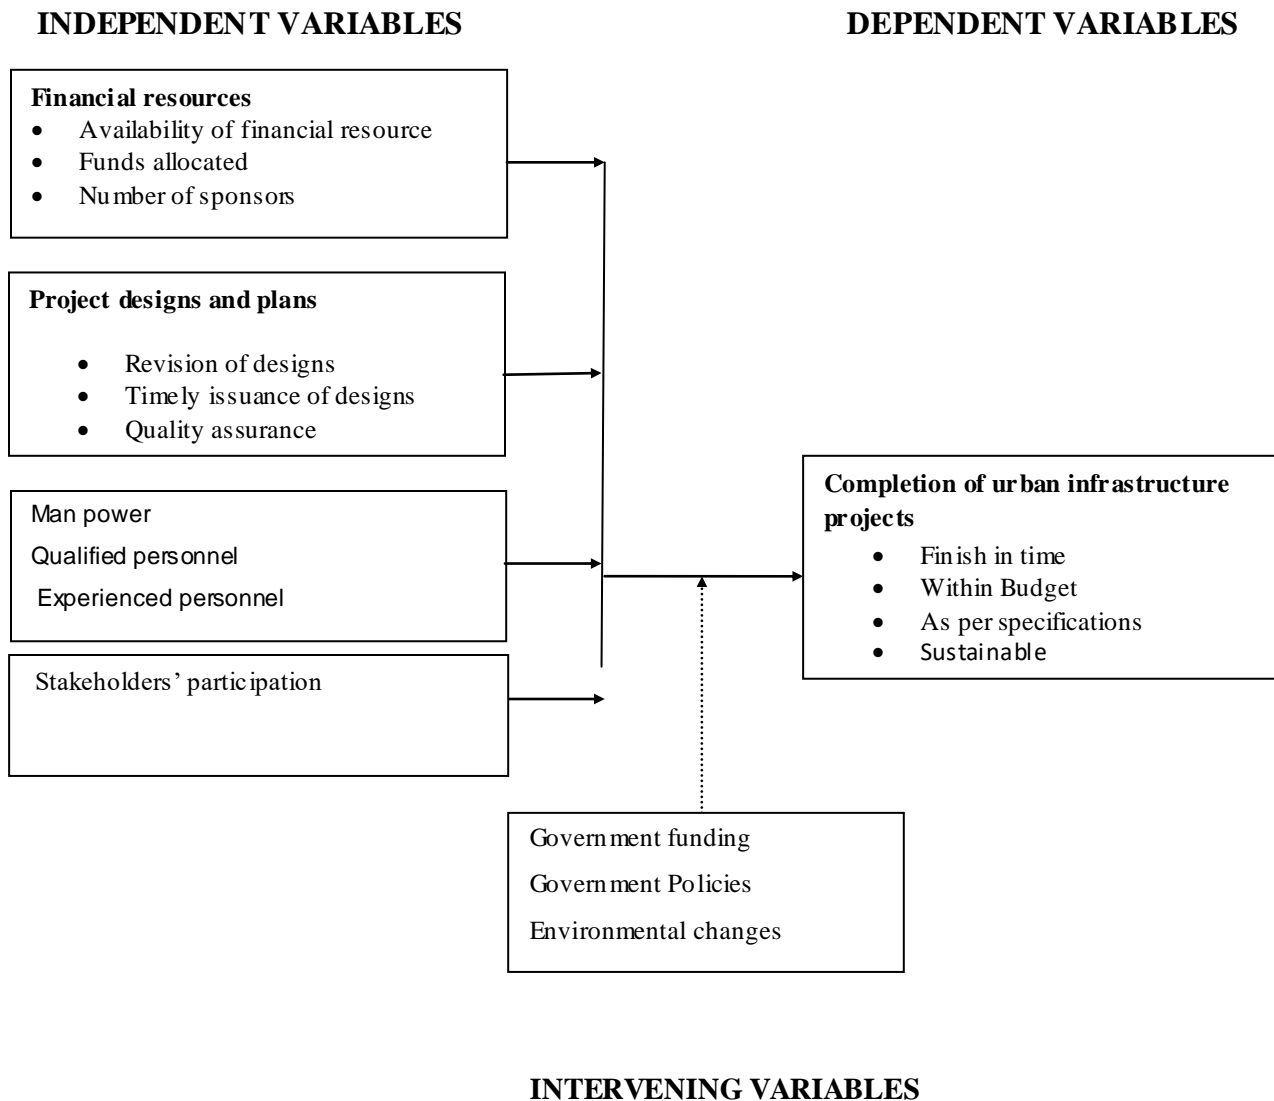 INDEPENDENT VARIABLES
DEPENDENT VARIABLES
Financial resources
• Availability of financial resource
• Funds allocated
• Number of sponsors
Project designs and plans
• Revision of designs
• Timely issuance of designs
• Quality assurance
Man power
Qualified personnel
Experienced personnel
Stakeholders’ participation
Completion of urban infrastructure
projects
• Finish in time
• Within Budget
• As per specifications
• Sustainable
Government funding
Government Policies
Environmental changes
INTERVENING VARIABLES